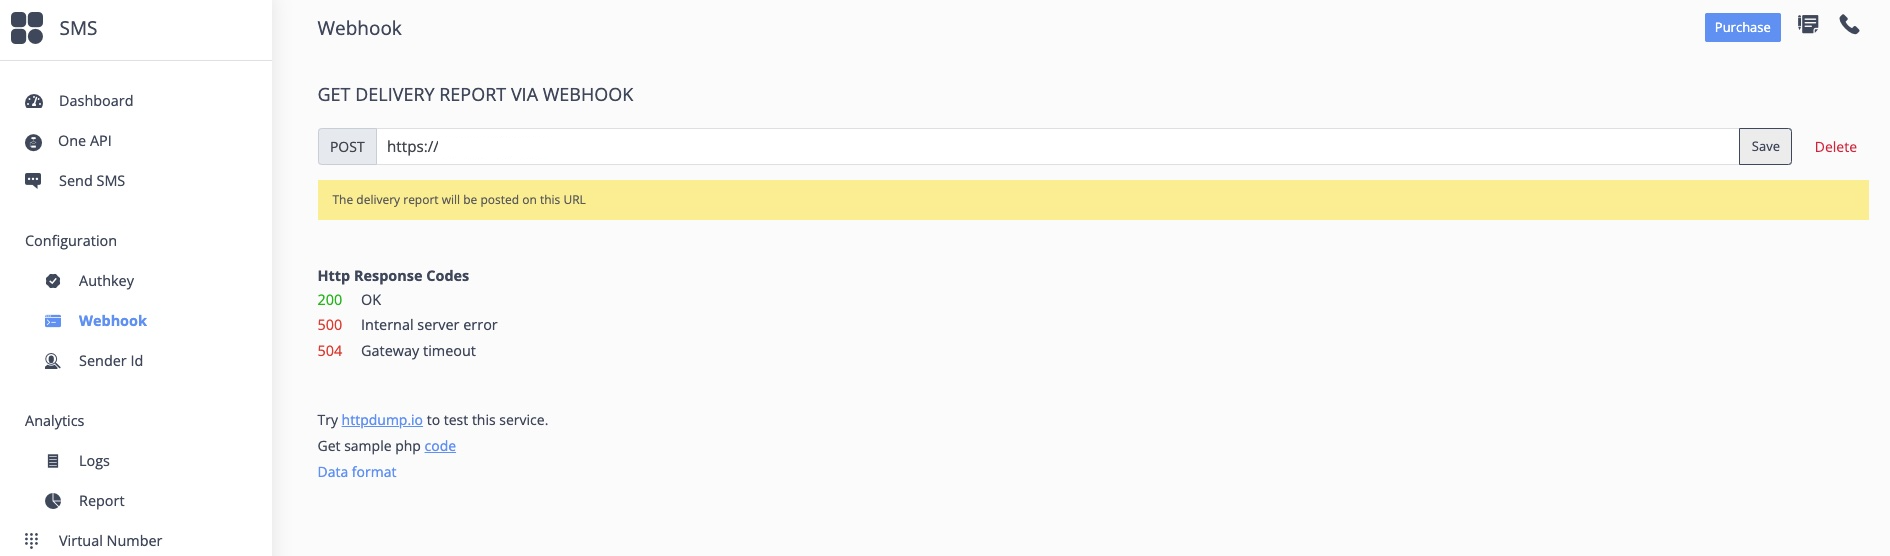 SMS
Dashboard
One API
Send SMS
Configuration
Authkey
Webhook
Sender Id
Analytics
Logs
Report
Virtual Number
Webhook
Purchase
GET DELIVERY REPORT VIA WEBHOOK
POST https:// Save Delete
The delivery report will be posted on this URL
Http Response Codes
200 OK
500 Internal server error
504 Gateway timeout
Try httpdump.io to test this service.
Get sample php code
Data format